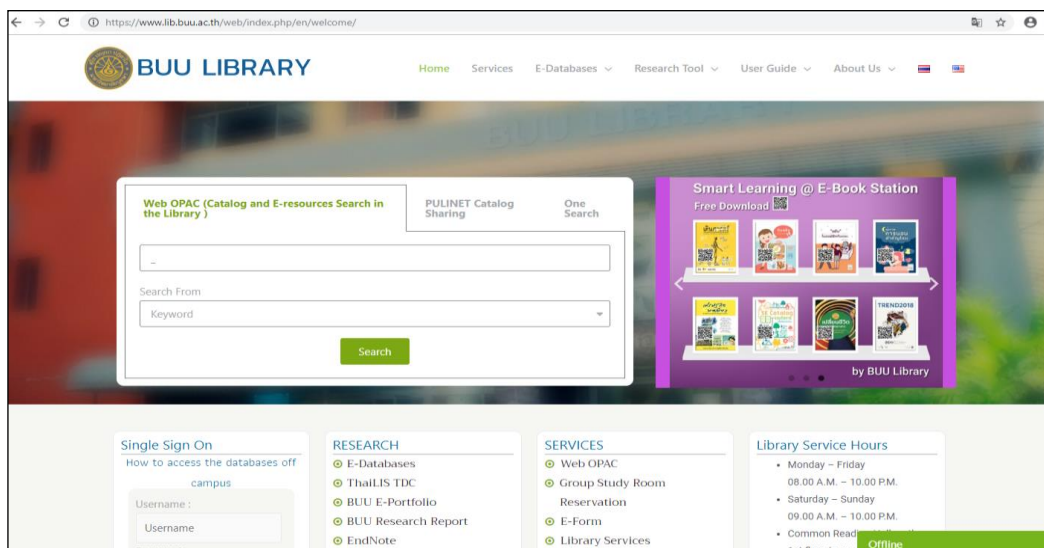 https://www.lib.buu.ac.th/web/index.php/en/welcome/
BUU LIBRARY
Home Services E-Databases Research Tool User Guide About Us
BUU LIBRARY
Web OPAC (Catalog and E-resources Search in
the Library )
PULINET Catalog
Sharing
One
Search
_
Search From
Keyword
Search
Smart Learning @ E-Book Station
Free Download
TREND2018
by BUU Library
Single Sign On
How to access the databases off
campus
Username :
Username
RESEARCH
E-Databases
ThaiLIS TDC
BUU E-Portfolio
BUU Research Report
EndNote
SERVICES
Web OPAC
Group Study Room
Reservation
E-Form
Library Services
Library Service Hours
Monday – Friday
08.00 A.M. – 10.00 P.M.
Saturday – Sunday
09.00 A.M. – 10.00 P.M.
Common
Offline